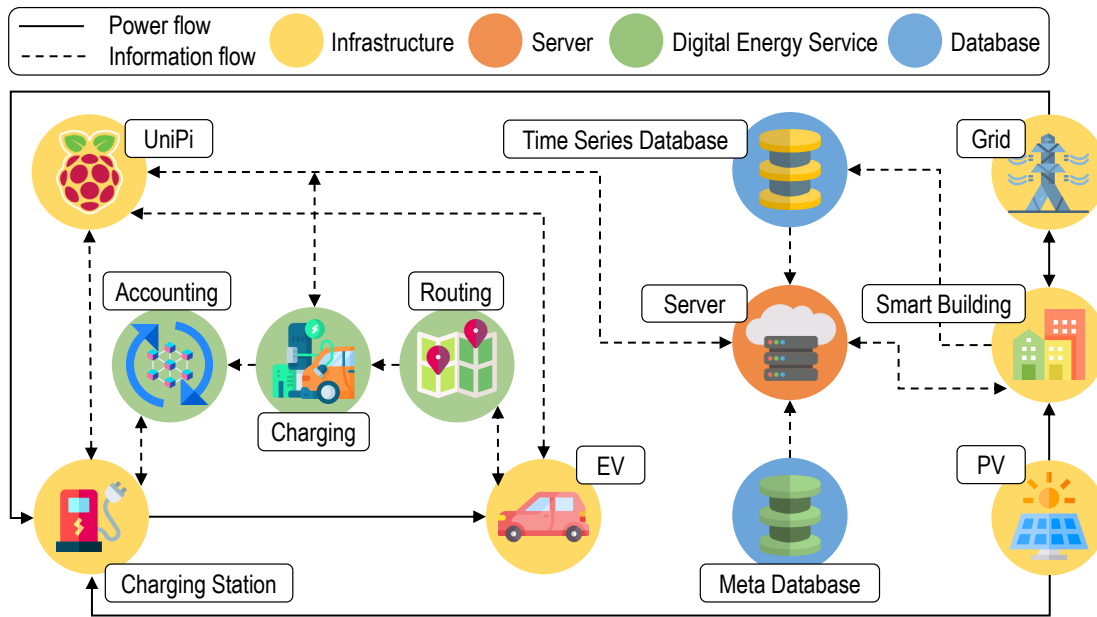 Power flow
Information flow
Infrastructure
Server
Digital Energy Service
Database
UniPi
Time Series Database
Grid
Accounting
Routing
Server
Smart Building
Charging
EV
PV
Charging Station
Meta Database